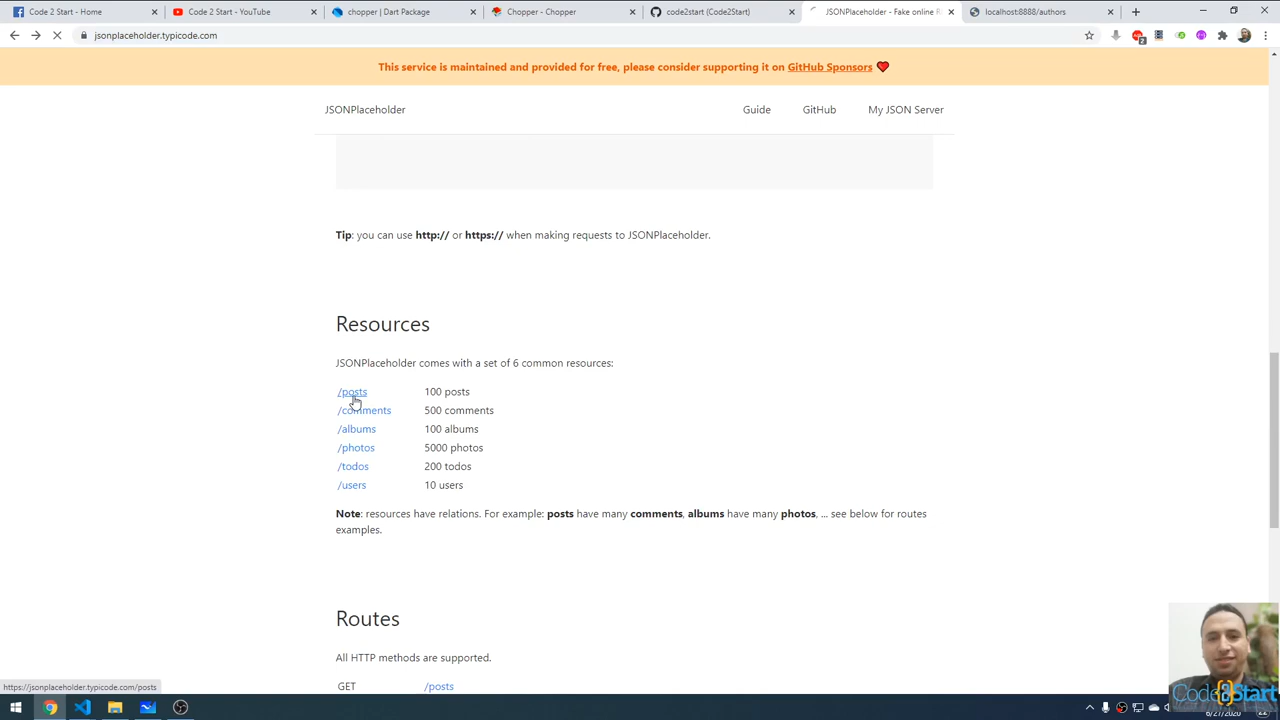 Code 2 Start - Home
Code 2 Start - YouTube
chopper | Dart Package
Chopper - Chopper
code2start (Code2Start)
JSONPlaceholder - Fake online R
localhost:8888/authors
jsonplaceholder.typicode.com
This service is maintained and provided for free, please consider supporting it on GitHub Sponsors
JSONPlaceholder
Guide
GitHub
My JSON Server
Tip: you can use http:// or https:// when making requests to JSONPlaceholder.
Resources
JSONPlaceholder comes with a set of 6 common resources:
/posts 100 posts
/comments 500 comments
/albums 100 albums
/photos 5000 photos
/todos 200 todos
/users 10 users
Note: resources have relations. For example: posts have many comments, albums have many photos, ... see below for routes
examples.
Routes
All HTTP methods are supported.
GET /posts
https://jsonplaceholder.typicode.com/posts
Code2Start
6/27/2020